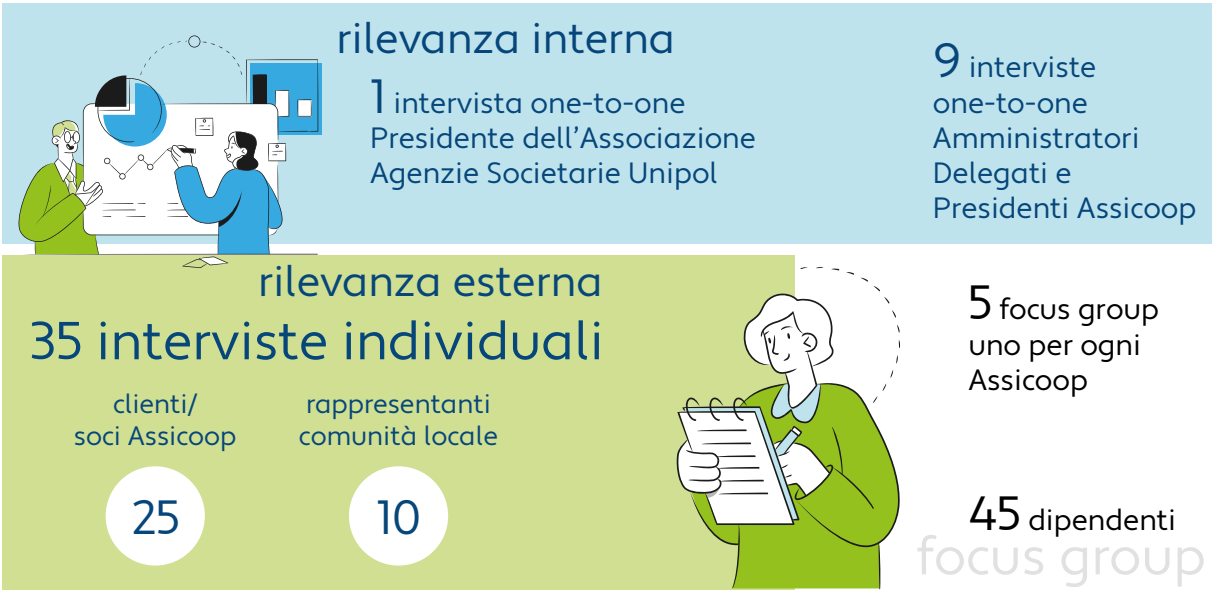 rilevanza interna
1 intervista one-to-one
Presidente dell'Associazione
Agenzie Societarie Unipol
9 interviste
one-to-one
Amministratori
Delegati e
Presidenti Assicoop
rilevanza esterna
35 interviste individuali
clienti/
soci Assicoop
25
rappresentanti
comunità locale
10
5 focus group
uno per ogni
Assicoop
45 dipendenti
focus group